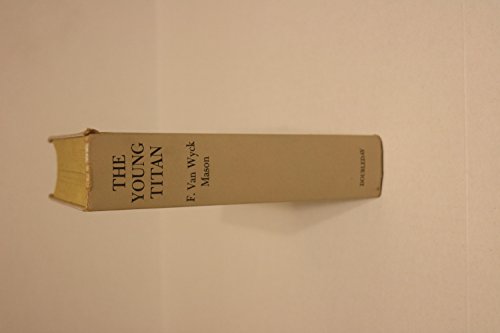 THE
YOUNG
TITAN
F. Van Wyck
Mason
DOUBLEDAY